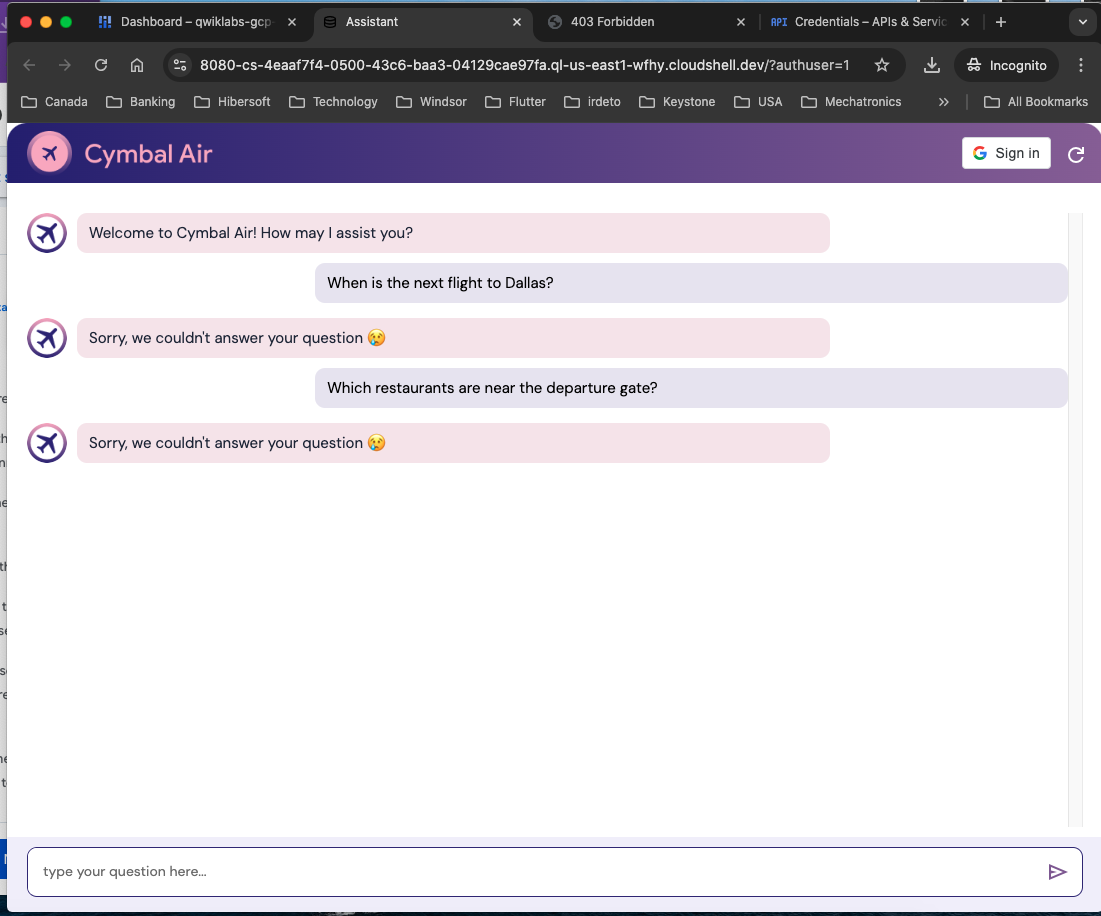 Dashboard – qwiklabs-gcp-
Assistant
403 Forbidden
API Credentials – APIs & Servic
8080-cs-4eaaf7f4-0500-43c6-baa3-04129cae97fa.ql-us-east1-wfhy.cloudshell.dev/?authuser=1
Incognito
Canada Banking Hibersoft Technology Windsor Flutter irdeto Keystone USA Mechatronics » All Bookmarks
Cymbal Air
Sign in
Welcome to Cymbal Air! How may I assist you?
When is the next flight to Dallas?
Sorry, we couldn't answer your question 😢
Which restaurants are near the departure gate?
Sorry, we couldn't answer your question 😢
type your question here...